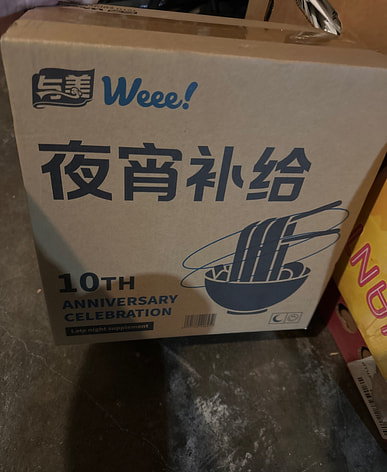 与美 Weee!
夜宵补给
10TH
ANNIVERSARY
CELEBRATION
Late night supplement